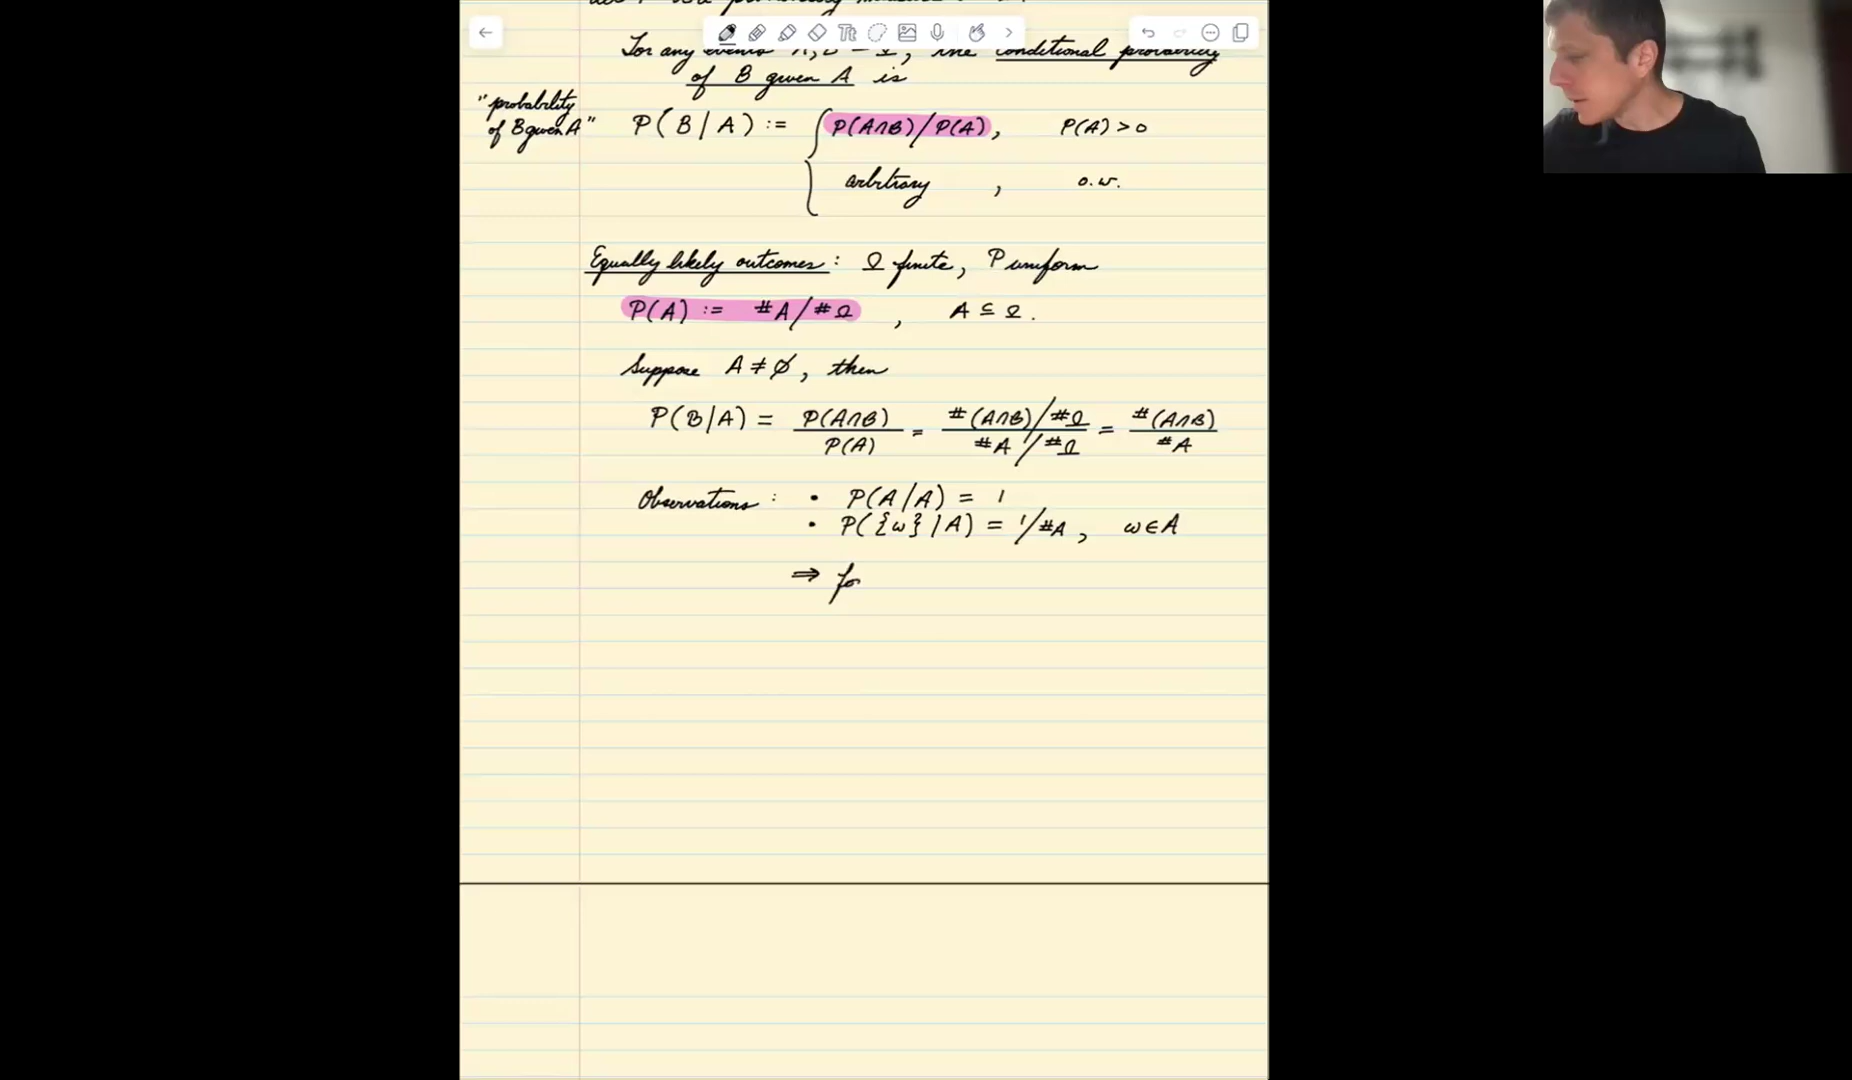 For any events A, B ⊆ Ω, the conditional probability
of B given A is
"probability
of B given A"
P(B|A) := { P(A∩B)/P(A), P(A)>0
arbitrary, o.w.
Equally likely outcomes: Ω finite, P uniform
P(A) := #A/#Ω, A ⊆ Ω.
Suppose A ≠ ∅, then
P(B|A) = P(A∩B)/P(A) = (#(A∩B)/#Ω)/(#A/#Ω) = #(A∩B)/#A
Observations: • P(A|A) = 1
• P({ω}|A) = 1/#A, ω∈A
⇒ fo